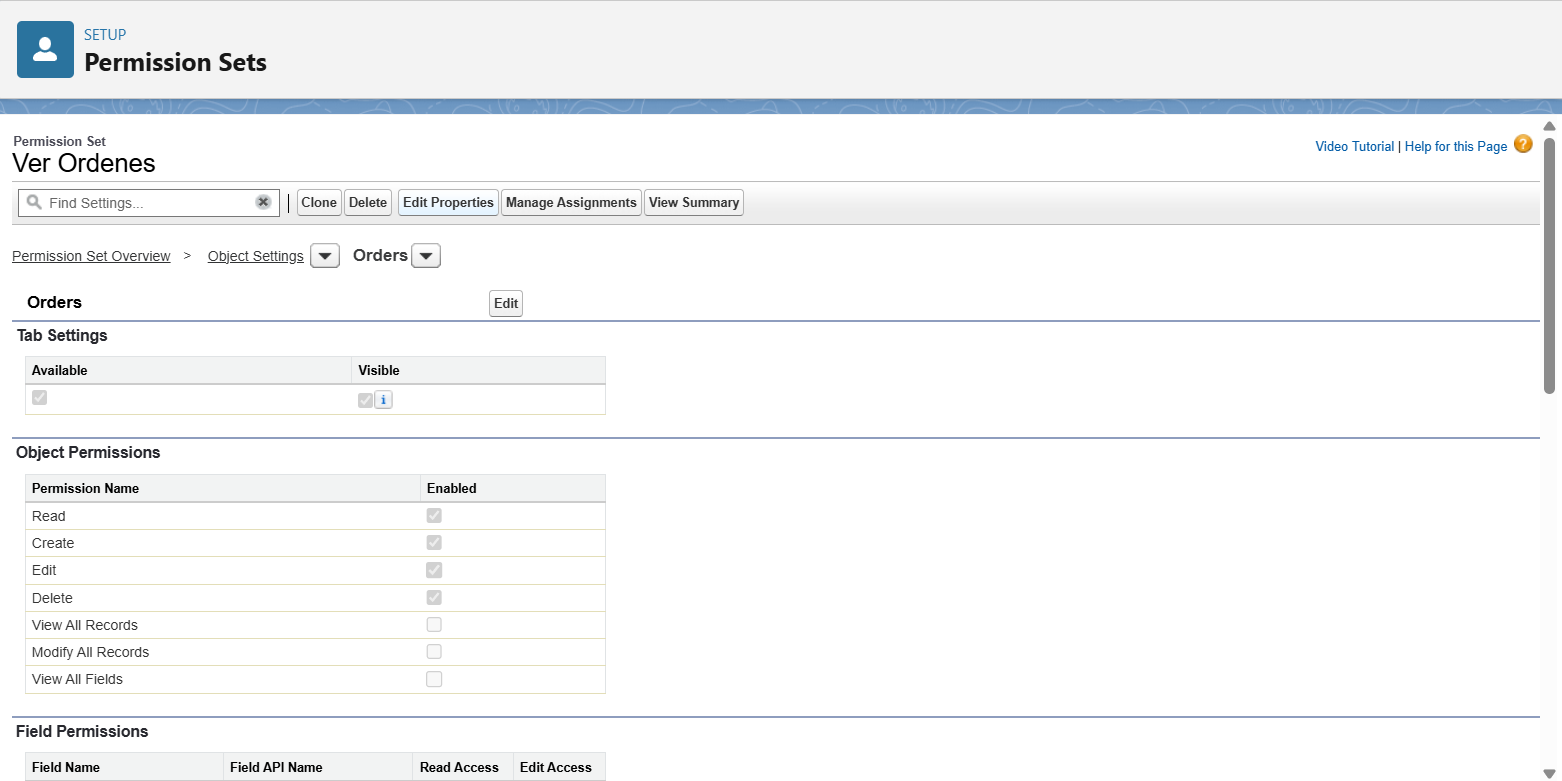 SETUP
Permission Sets
Permission Set
Ver Ordenes
Video Tutorial | Help for this Page ?
Find Settings... Clone Delete Edit Properties Manage Assignments View Summary
Permission Set Overview > Object Settings Orders
Orders Edit
Tab Settings
Available Visible
i
Object Permissions
Permission Name Enabled
Read
Create
Edit
Delete
View All Records
Modify All Records
View All Fields
Field Permissions
Field Name Field API Name Read Access Edit Access